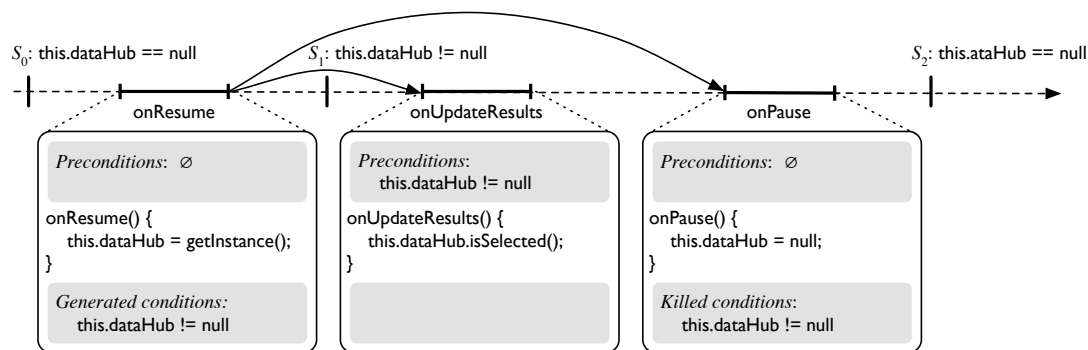 S0: this.dataHub == null
S1: this.dataHub != null
S2: this.ataHub == null
onResume
onUpdateResults
onPause
Preconditions: ∅
onResume() {
this.dataHub = getInstance();
}
Generated conditions:
this.dataHub != null
Preconditions:
this.dataHub != null
onUpdateResults() {
this.dataHub.isSelected();
}
Preconditions: ∅
onPause() {
this.dataHub = null;
}
Killed conditions:
this.dataHub != null